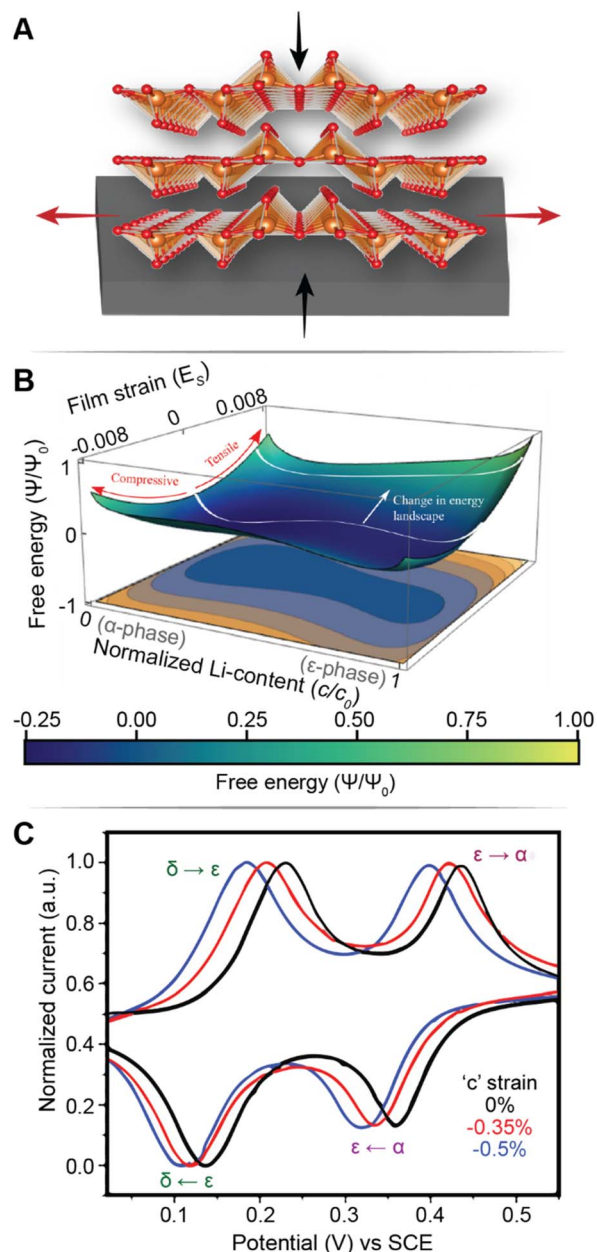 A
B
Film strain (E_S)
-0.008 0 0.008
Free energy (Ψ/Ψ_0)
1
0
-1
Compressive
Tensile
Change in energy
landscape
0
(α-phase)
(ε-phase)
1
Normalized Li-content (c/c_0)
-0.25 0.00 0.25 0.50 0.75 1.00
Free energy (Ψ/Ψ_0)
C
Normalized current (a.u.)
1.0
0.8
0.6
0.4
0.2
0.0
δ → ε
ε → α
'c' strain
0%
-0.35%
-0.5%
ε ← α
δ ← ε
0.1 0.2 0.3 0.4 0.5
Potential (V) vs SCE